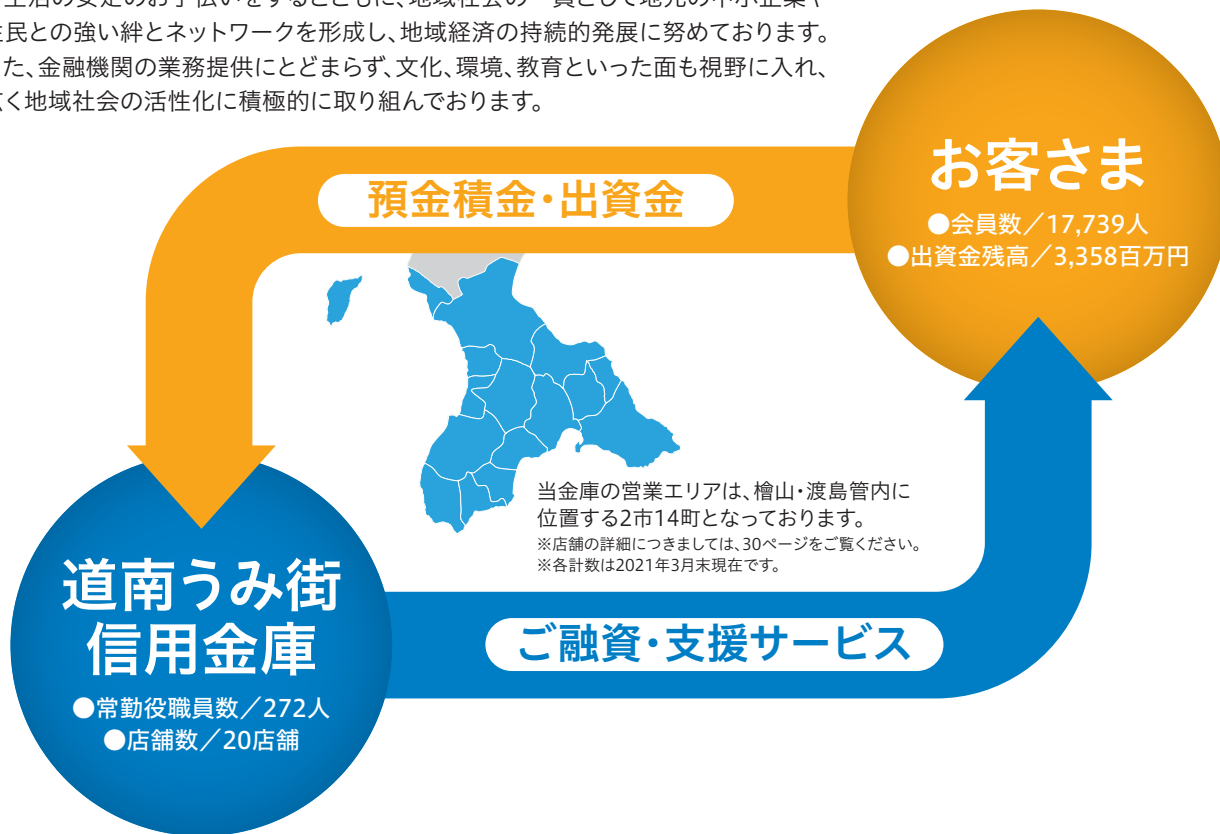 生活の安定のお手伝いをするとともに、地域社会の一員として地元の中小企業や
住民との強い絆とネットワークを形成し、地域経済の持続的発展に努めております。
た、金融機関の業務提供にとどまらず、文化、環境、教育といった面も視野に入れ、
広く地域社会の活性化に積極的に取り組んでおります。
お客さま
●会員数／17,739人
●出資金残高／3,358百万円
預金積金・出資金
当金庫の営業エリアは、檜山・渡島管内に
位置する2市14町となっております。
※店舗の詳細につきましては、30ページをご覧ください。
※各計数は2021年3月末現在です。
道南うみ街
信用金庫
●常勤役職員数／272人
●店舗数／20店舗
ご融資・支援サービス